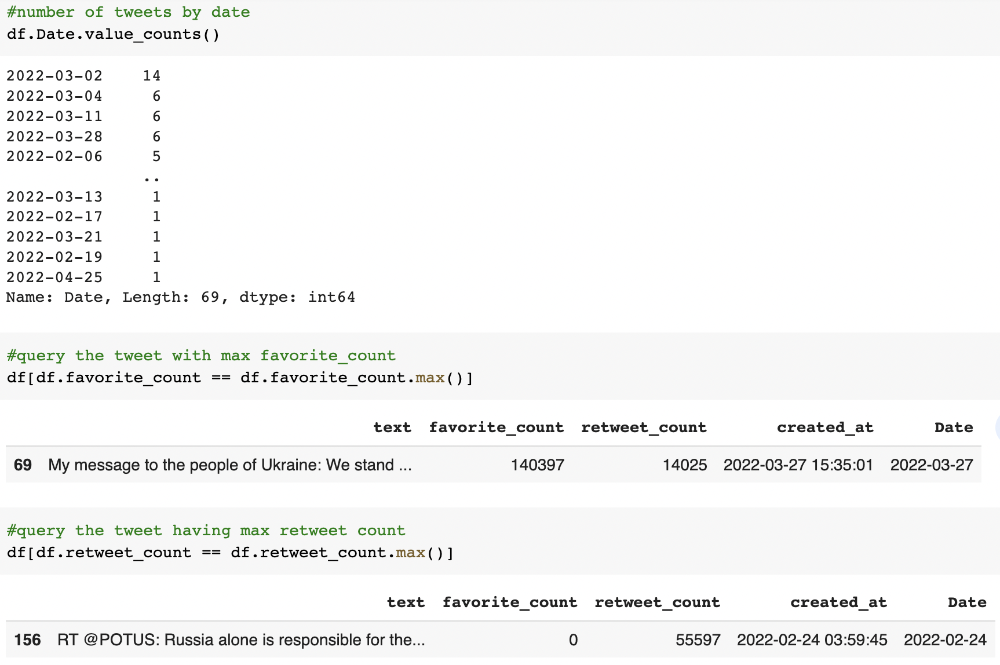 #number of tweets by date
df.Date.value_counts()
2022-03-02 14
2022-03-04 6
2022-03-11 6
2022-03-28 6
2022-02-06 5
..
2022-03-13 1
2022-02-17 1
2022-03-21 1
2022-02-19 1
2022-04-25 1
Name: Date, Length: 69, dtype: int64
#query the tweet with max favorite_count
df[df.favorite_count == df.favorite_count.max()]
text favorite_count retweet_count created_at Date
69 My message to the people of Ukraine: We stand ... 140397 14025 2022-03-27 15:35:01 2022-03-27
#query the tweet having max retweet count
df[df.retweet_count == df.retweet_count.max()]
text favorite_count retweet_count created_at Date
156 RT @POTUS: Russia alone is responsible for the... 0 55597 2022-02-24 03:59:45 2022-02-24